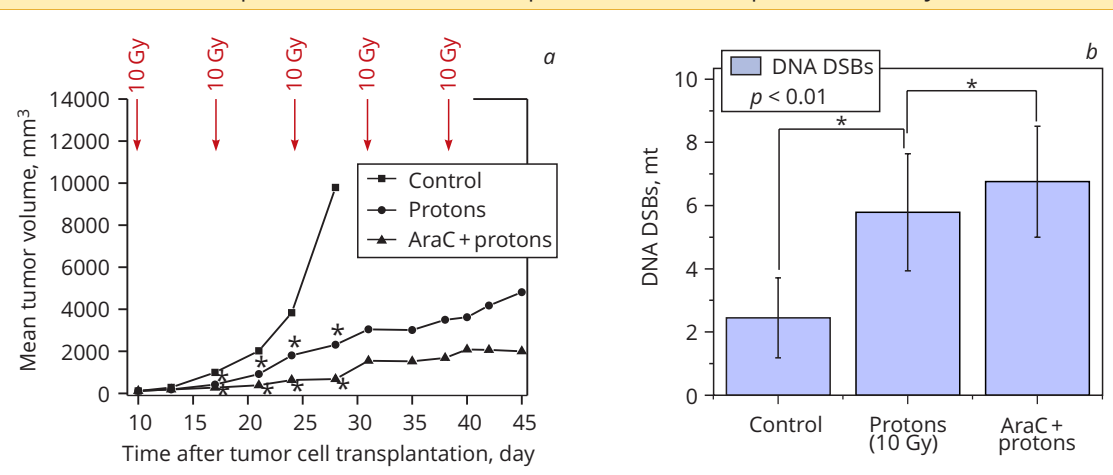 10 Gy
10 Gy
10 Gy
10 Gy
10 Gy
a
14000
12000
10000
8000
6000
4000
2000
0
Mean tumor volume, mm³
Control
Protons
AraC + protons
*
*
*
*
*
*
*
*
10 15 20 25 30 35 40 45
Time after tumor cell transplantation, day
b
DNA DSBs
p < 0.01
*
*
10
8
6
4
2
0
DNA DSBs, mt
Control
Protons
(10 Gy)
AraC +
protons